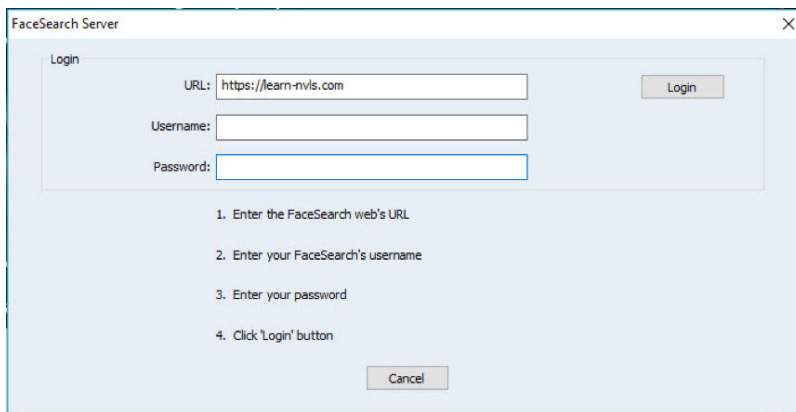 FaceSearch Server
Login
URL: https://learn-nvls.com Login
Username:
Password:
1. Enter the FaceSearch web's URL
2. Enter your FaceSearch's username
3. Enter your password
4. Click 'Login' button
Cancel